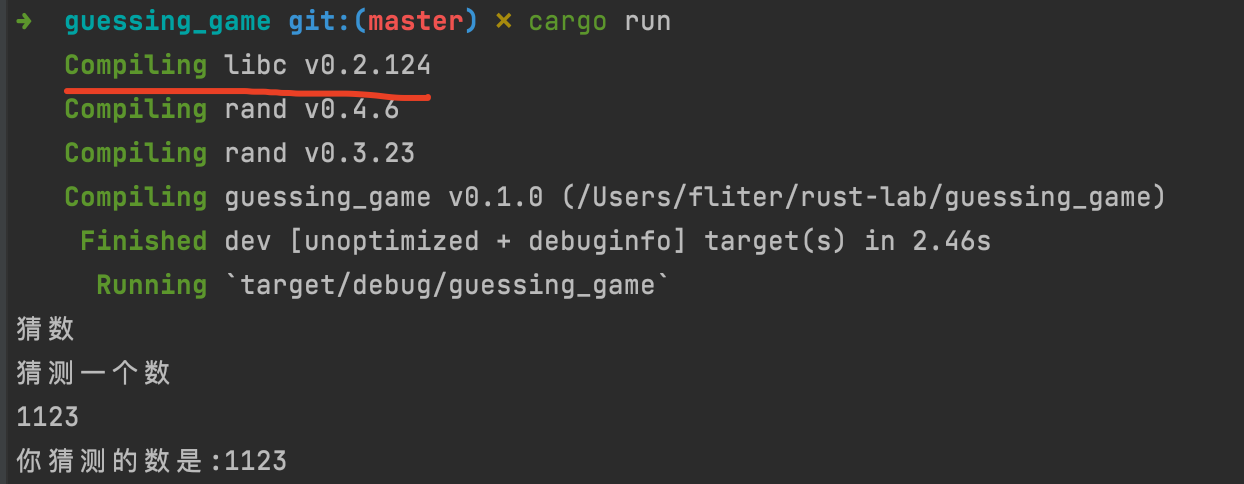 ➜ guessing_game git:(master) × cargo run
Compiling libc v0.2.124
Compiling rand v0.4.6
Compiling rand v0.3.23
Compiling guessing_game v0.1.0 (/Users/fliter/rust-lab/guessing_game)
Finished dev [unoptimized + debuginfo] target(s) in 2.46s
Running `target/debug/guessing_game`
猜数
猜测一个数
1123
你猜测的数是:1123